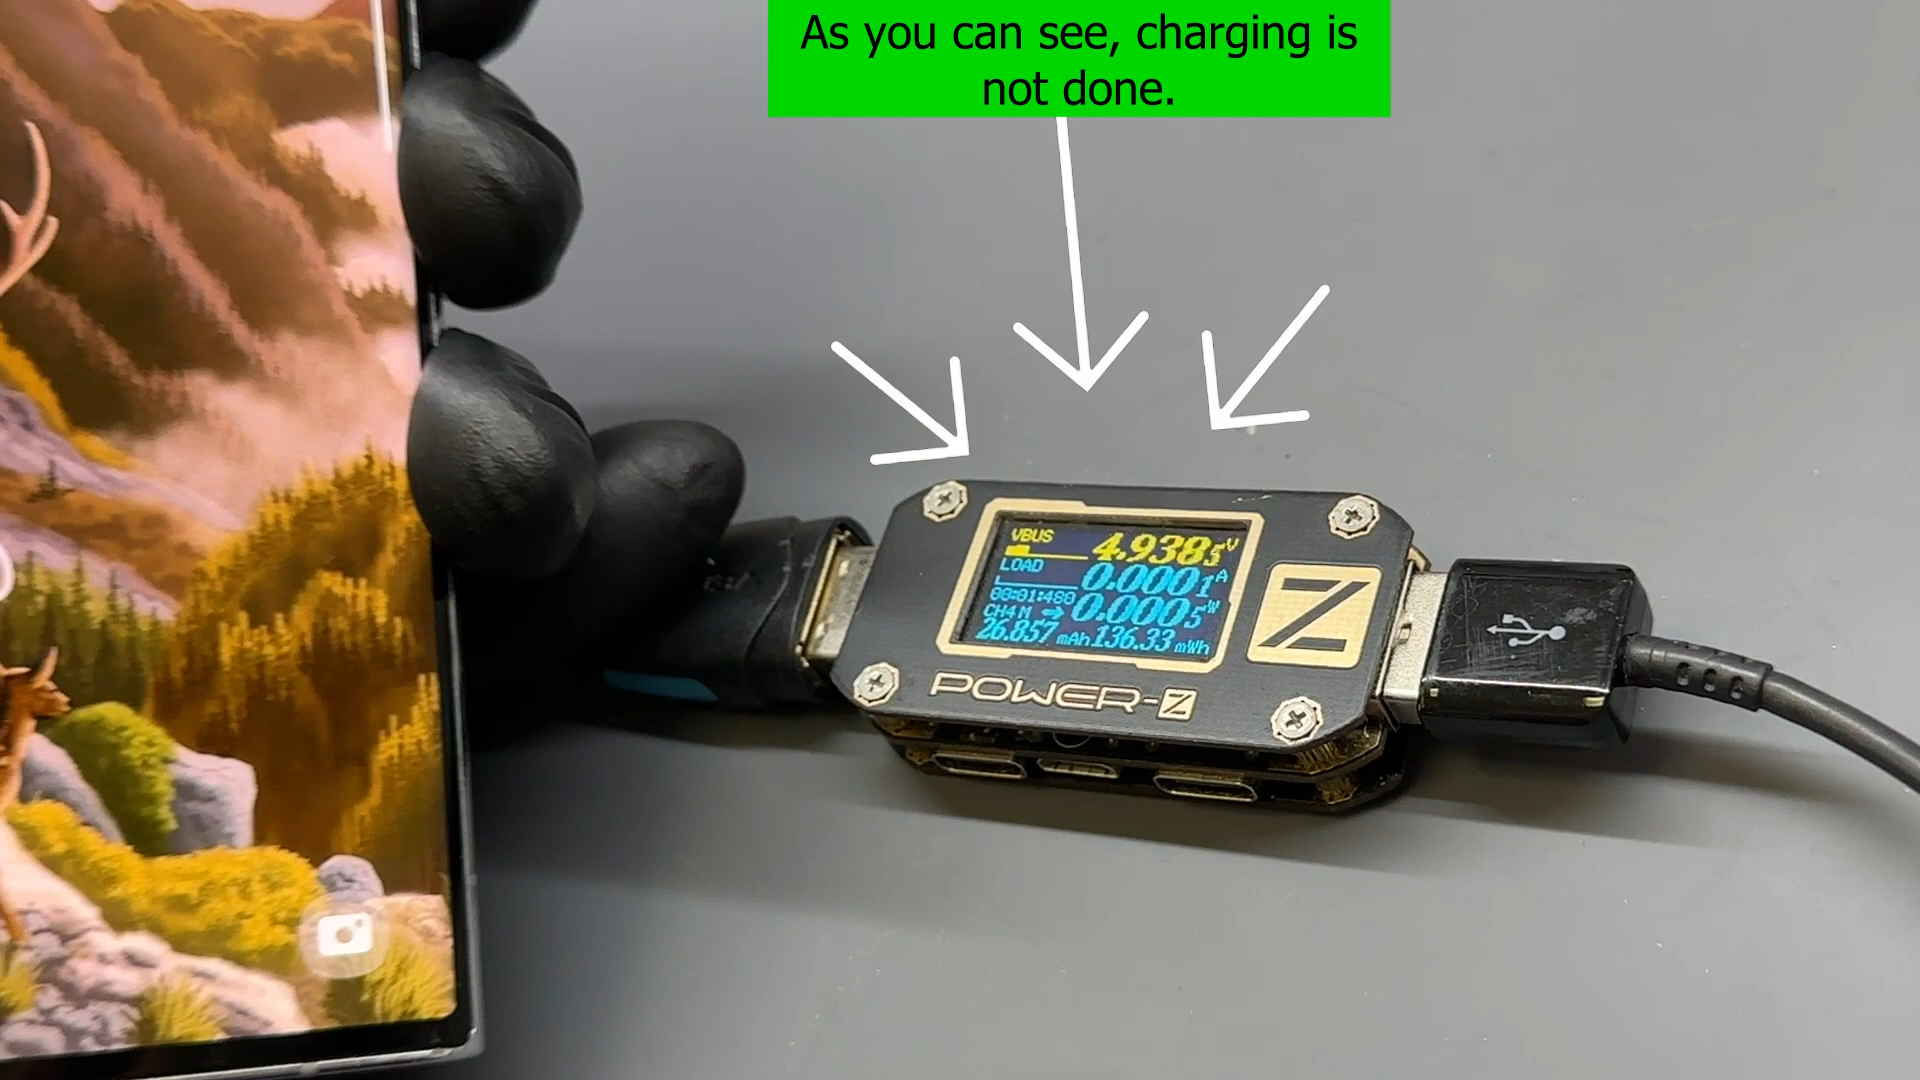 As you can see, charging is
not done.
VBUS 4.9385V
LOAD 0.0001A
00:01:480
CH4M → 0.0005W
26.857 mAh 136.33 mWh
Z
POWER-Z